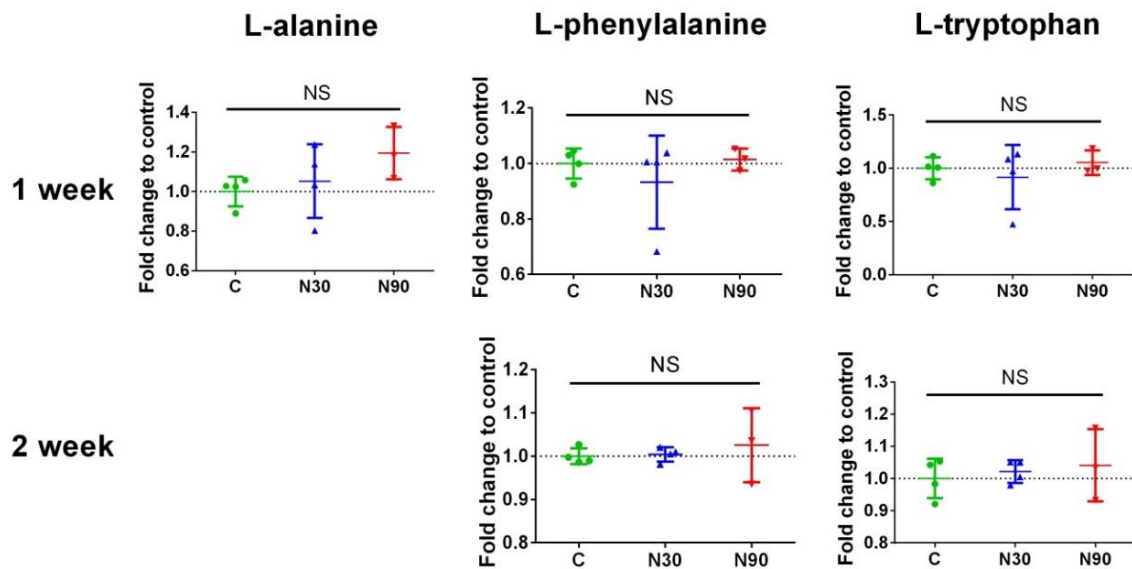 L-alanine
L-phenylalanine
L-tryptophan
1 week
Fold change to control
NS
1.4
1.2
1.0
0.8
0.6
C N30 N90
Fold change to control
NS
1.2
1.0
0.8
0.6
C N30 N90
Fold change to control
NS
1.5
1.0
0.5
0.0
C N30 N90
2 week
Fold change to control
NS
1.2
1.1
1.0
0.9
0.8
C N30 N90
Fold change to control
NS
1.3
1.2
1.1
1.0
0.9
0.8
C N30 N90